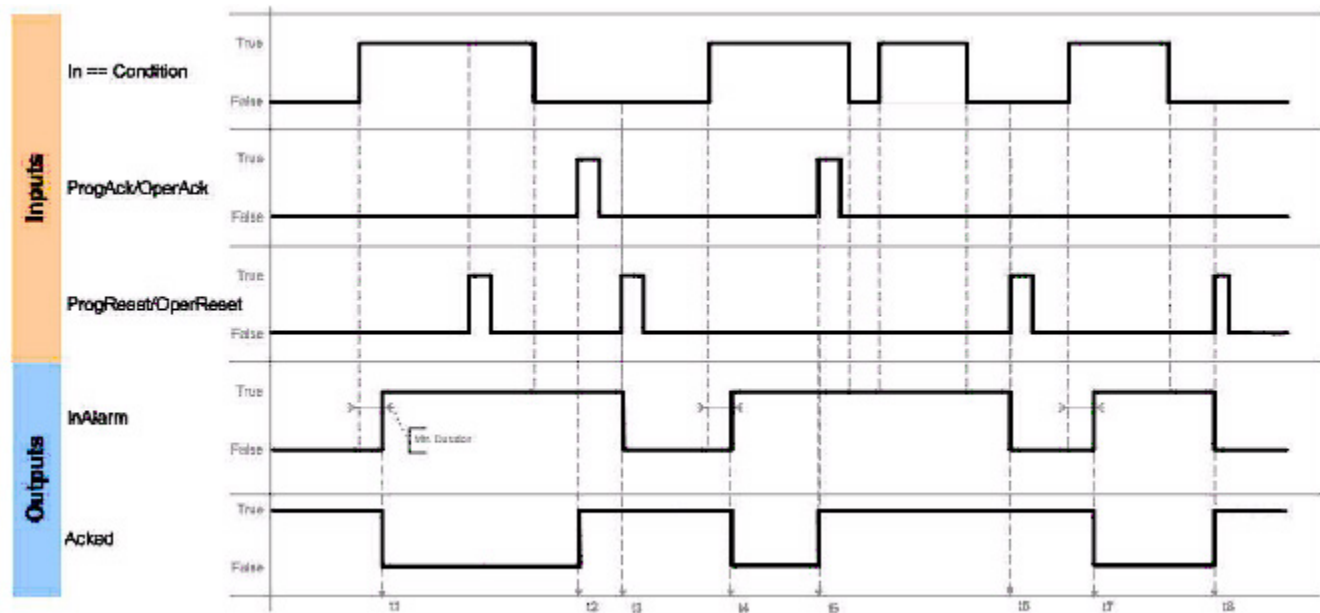 Inputs
In == Condition
True
False
ProgAck/OperAck
True
False
ProgReset/OperReset
True
False
Outputs
InAlarm
True
False
Min. Duration
Acked
True
False
t1 t2 t3 t4 t5 t6 t7 t8